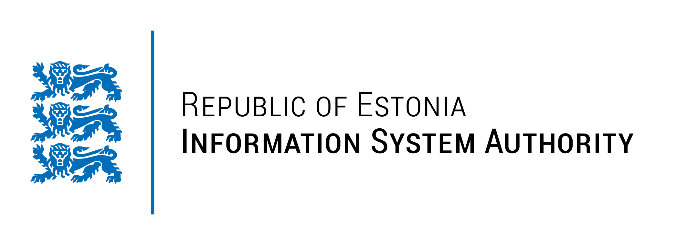 Republic of Estonia
Information System Authority